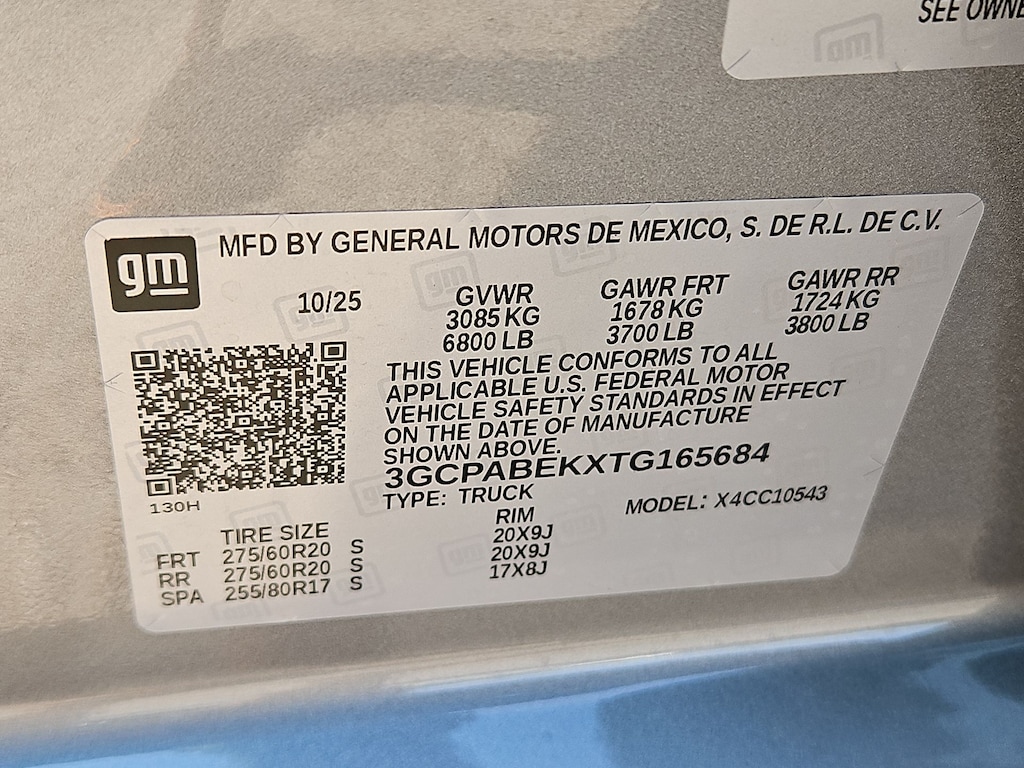 SEE OWNE
gm
MFD BY GENERAL MOTORS DE MEXICO, S. DE R.L. DE C.V.
10/25
GVWR GAWR FRT GAWR RR
3085 KG 1678 KG 1724 KG
6800 LB 3700 LB 3800 LB
THIS VEHICLE CONFORMS TO ALL
APPLICABLE U.S. FEDERAL MOTOR
VEHICLE SAFETY STANDARDS IN EFFECT
ON THE DATE OF MANUFACTURE
SHOWN ABOVE.
3GCPABEKXTG165684
TYPE: TRUCK MODEL: X4CC10543
130H
TIRE SIZE RIM
FRT 275/60R20 S 20X9J
RR 275/60R20 S 20X9J
SPA 255/80R17 S 17X8J